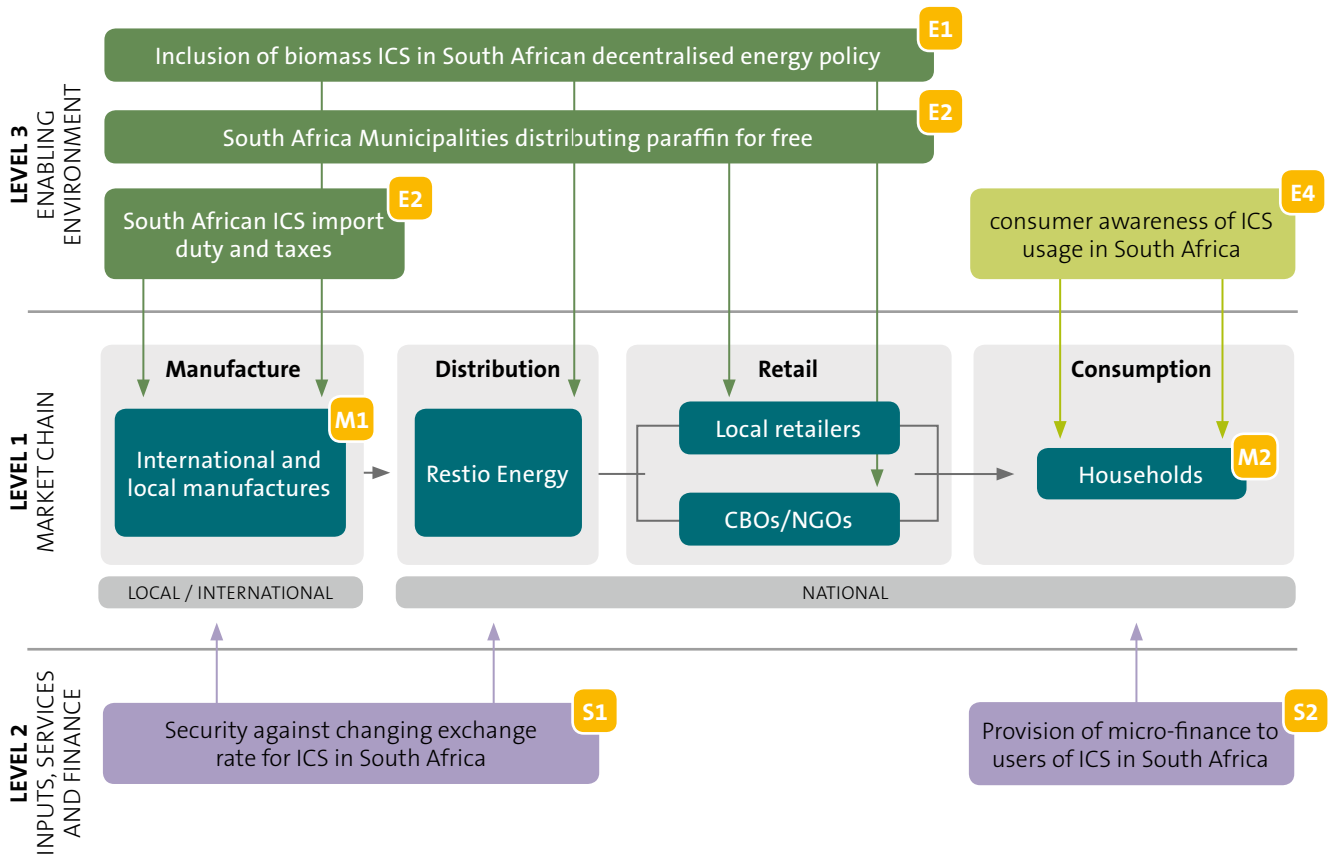 LEVEL 3
ENABLING
ENVIRONMENT
Inclusion of biomass ICS in South African decentralised energy policy
E1
South Africa Municipalities distributing paraffin for free
E2
South African ICS import
duty and taxes
E2
consumer awareness of ICS
usage in South Africa
E4
LEVEL 1
MARKET CHAIN
Manufacture
International and
local manufactures
M1
Distribution
Restio Energy
Retail
Local retailers
CBOs/NGOs
Consumption
Households
M2
LOCAL / INTERNATIONAL
NATIONAL
LEVEL 2
INPUTS, SERVICES
AND FINANCE
Security against changing exchange
rate for ICS in South Africa
S1
Provision of micro-finance to
users of ICS in South Africa
S2